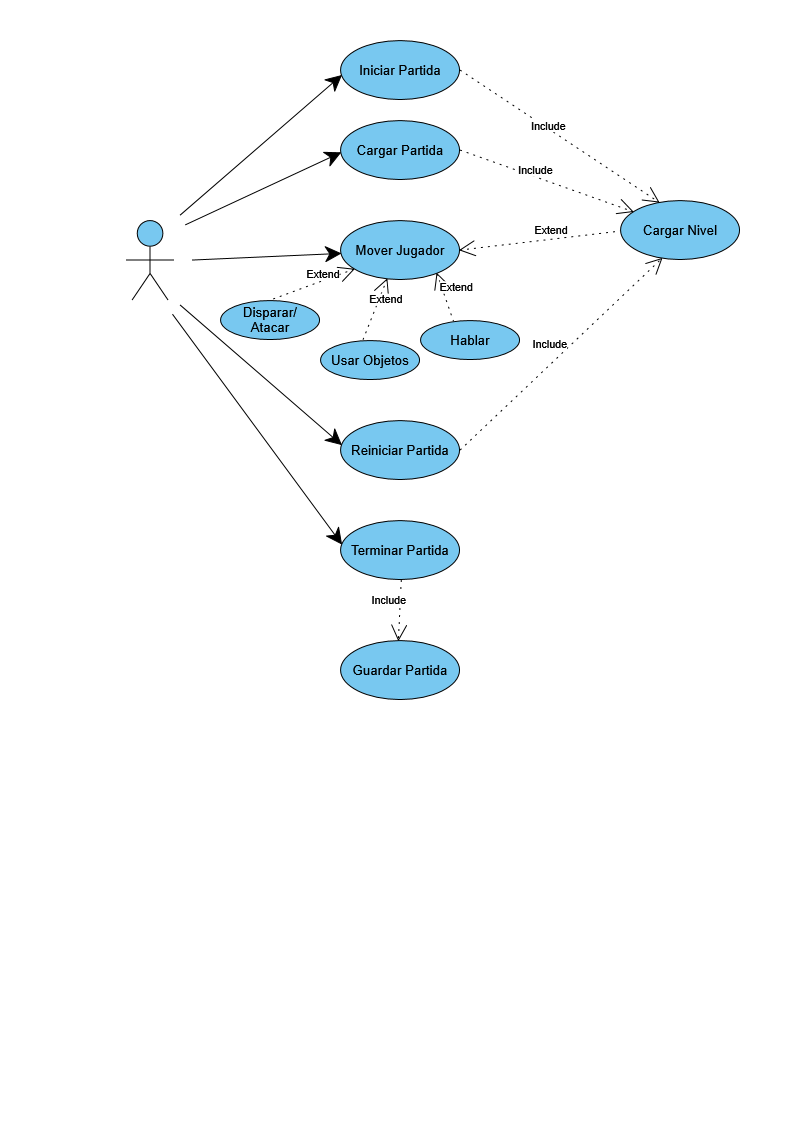 Iniciar Partida
Include
Cargar Partida
Include
Cargar Nivel
Extend
Mover Jugador
Extend
Extend
Extend
Disparar/
Atacar
Usar Objetos
Hablar
Include
Reiniciar Partida
Terminar Partida
Include
Guardar Partida